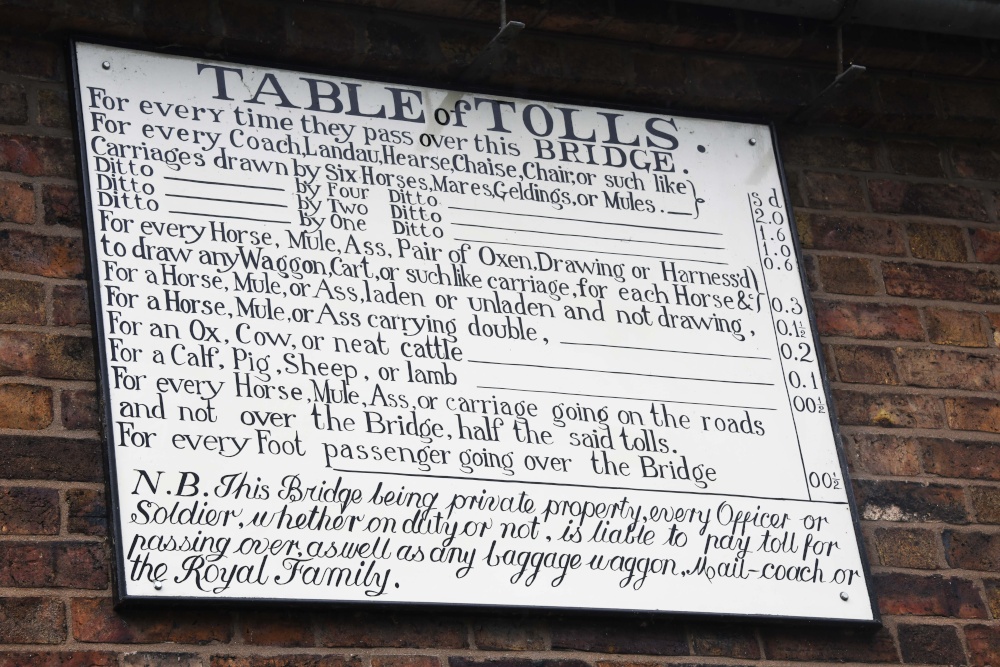 TABLE of TOLLS.
For every time they pass over this BRIDGE.
For every Coach,Landau,Hearse,Chaise,Chair,or such like
Carriages drawn by Six Horses,Mares,Geldings,or Mules. s d 2.0
Ditto by Four Ditto 1.6
Ditto by Two Ditto 1.0
Ditto by One Ditto 0.6
For every Horse, Mule,Ass, Pair of Oxen,Drawing or Harness'd
to draw any Waggon,Cart,or such like carriage,for each Horse &c 0.3
For a Horse, Mule,or Ass,laden or unladen and not drawing, 0.1½
For a Horse, Mule,or Ass carrying double, 0.2
For an Ox, Cow,or neat cattle 0.1
For a Calf, Pig,Sheep, or lamb 00½
For every Horse,Mule,Ass,or carriage going on the roads
and not over the Bridge, half the said tolls.
For every Foot passenger going over the Bridge 00½
N.B. This Bridge being private property,every Officer or
Soldier, whether on duty or not, is liable to pay toll for
passing over, as well as any baggage waggon, Mail-coach or
the Royal Family.